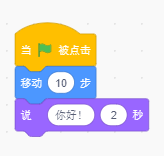 当 被点击
移动 10 步
说 你好！ 2 秒